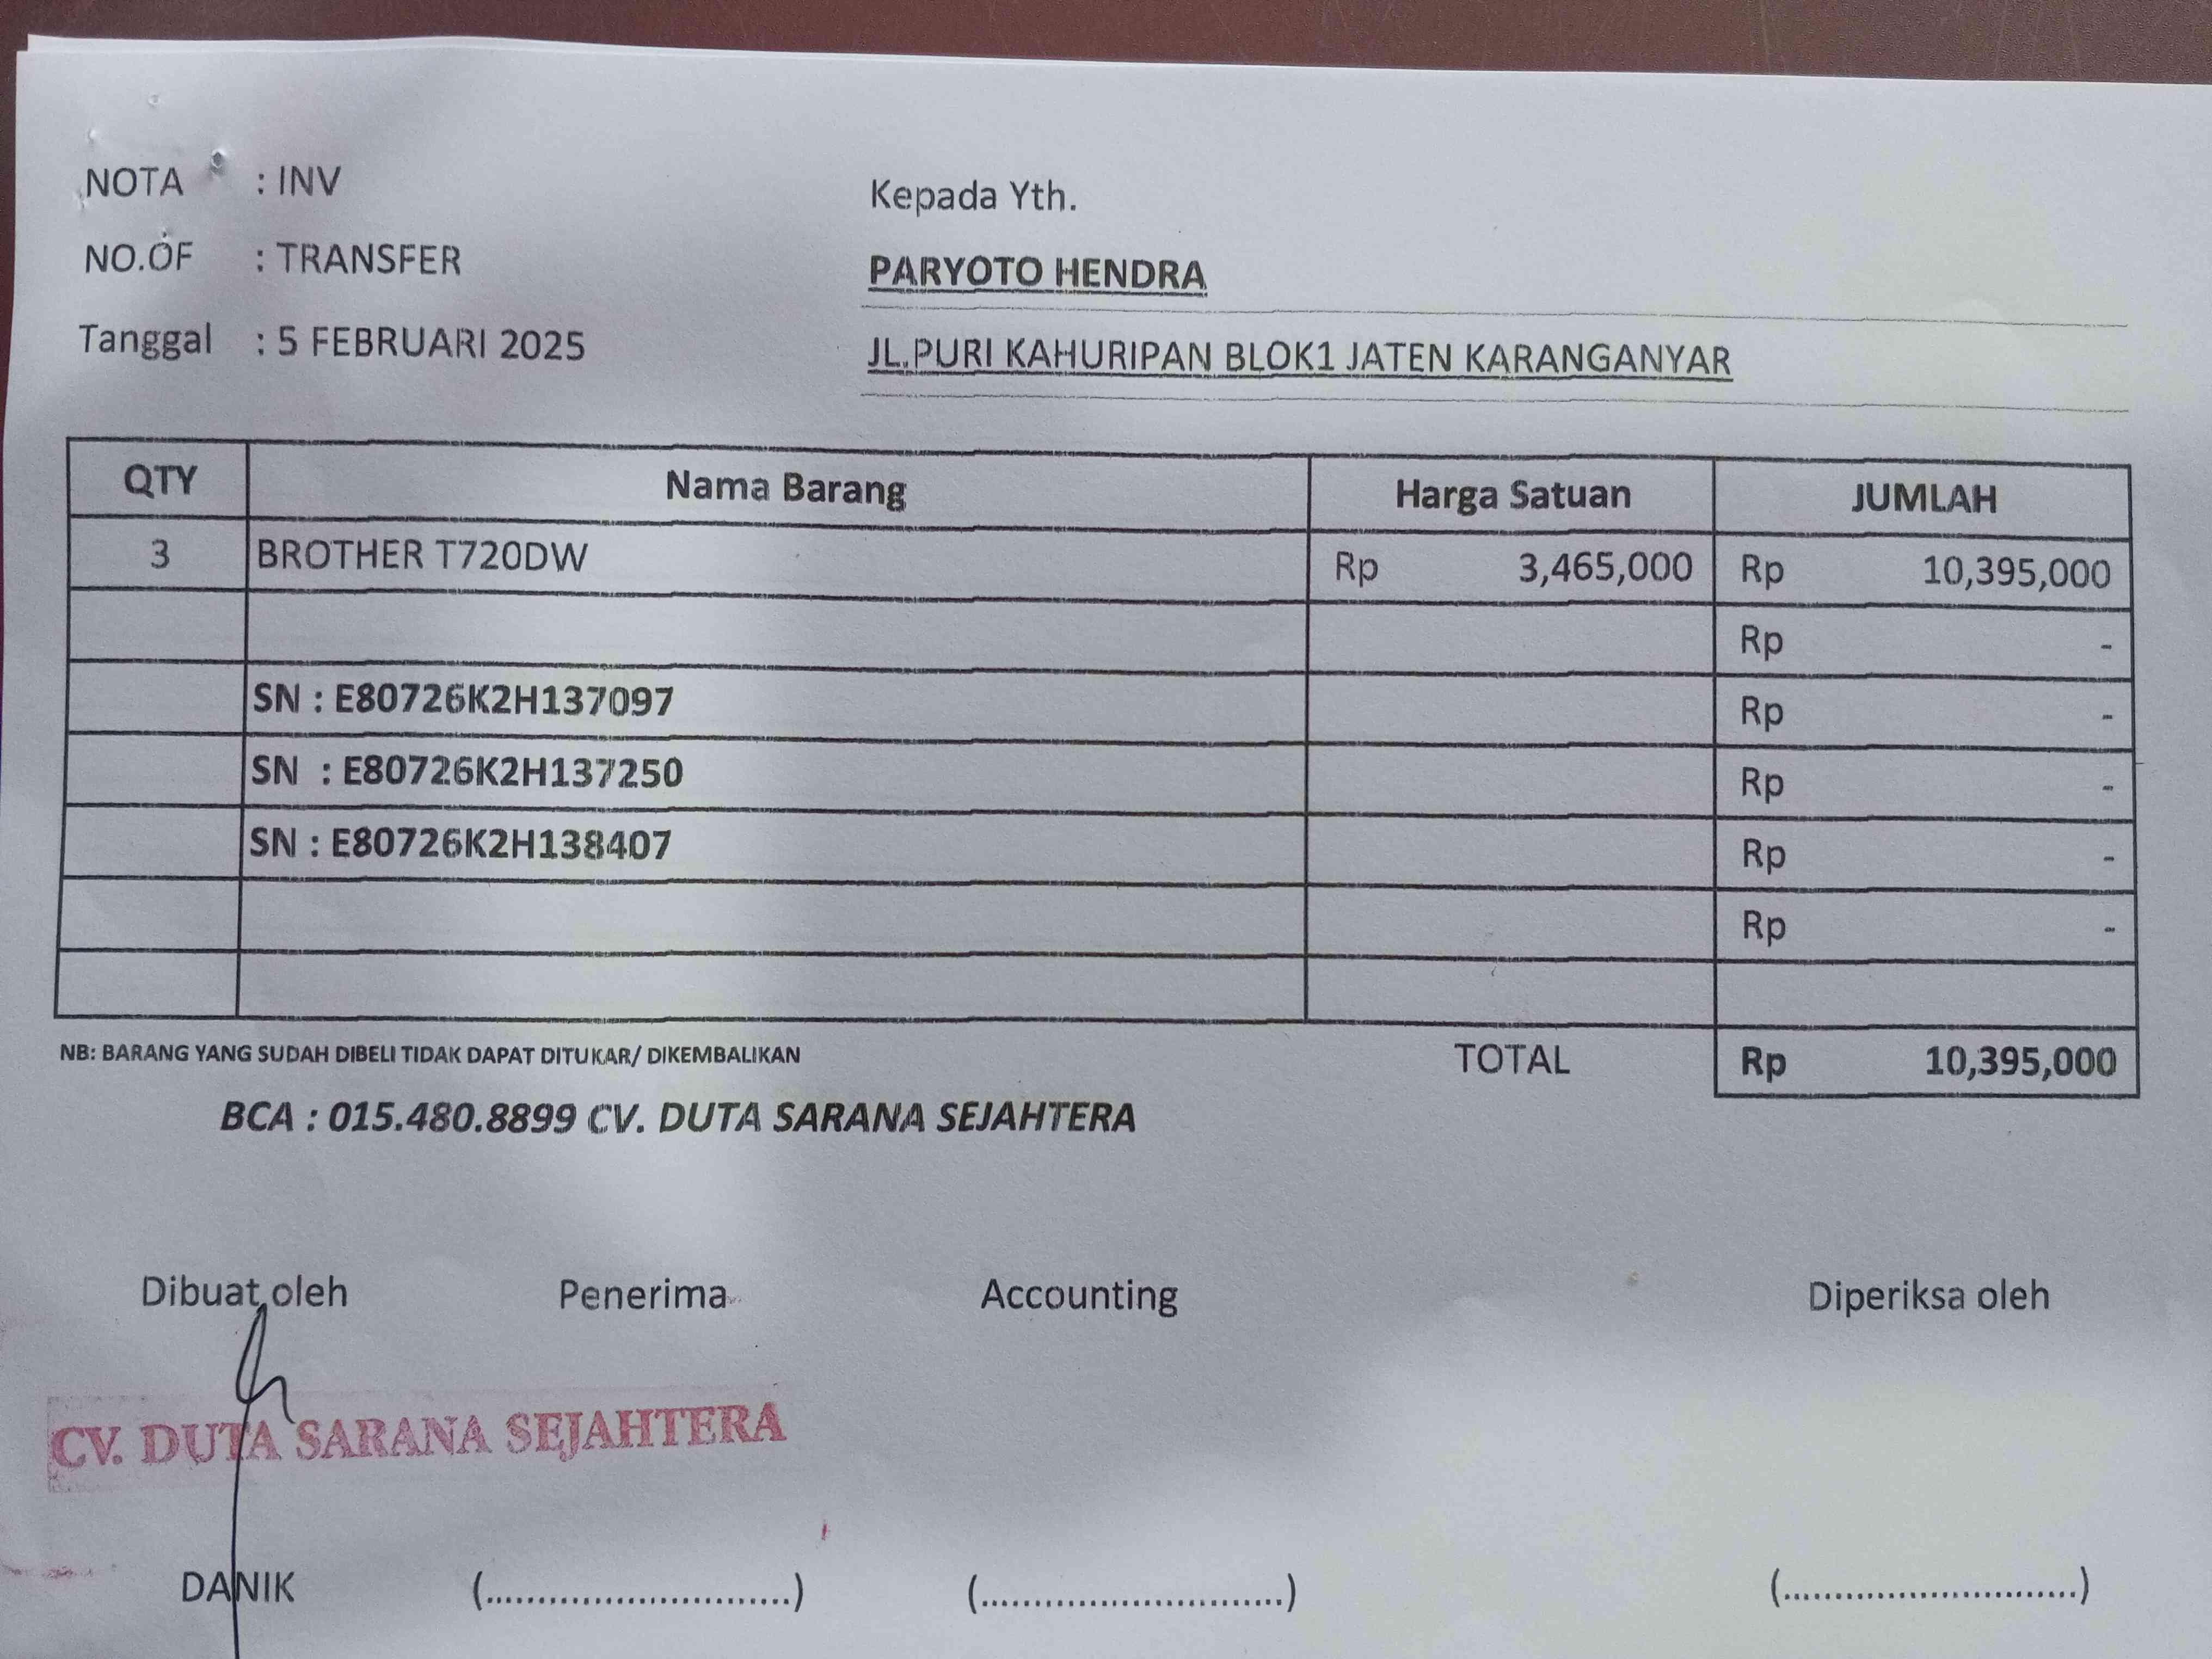 NOTA : INV
NO.OF : TRANSFER
Tanggal : 5 FEBRUARI 2025
Kepada Yth.
PARYOTO HENDRA
JL.PURI KAHURIPAN BLOK1 JATEN KARANGANYAR
QTY Nama Barang Harga Satuan JUMLAH
3 BROTHER T720DW Rp 3,465,000 Rp 10,395,000
Rp -
SN : E80726K2H137097 Rp -
SN : E80726K2H137250 Rp -
SN : E80726K2H138407 Rp -
Rp -
NB: BARANG YANG SUDAH DIBELI TIDAK DAPAT DITUKAR/ DIKEMBALIKAN TOTAL Rp 10,395,000
BCA : 015.480.8899 CV. DUTA SARANA SEJAHTERA
Dibuat oleh Penerima Accounting Diperiksa oleh
CV. DUTA SARANA SEJAHTERA
DANIK (.............................) (.............................) (.............................)